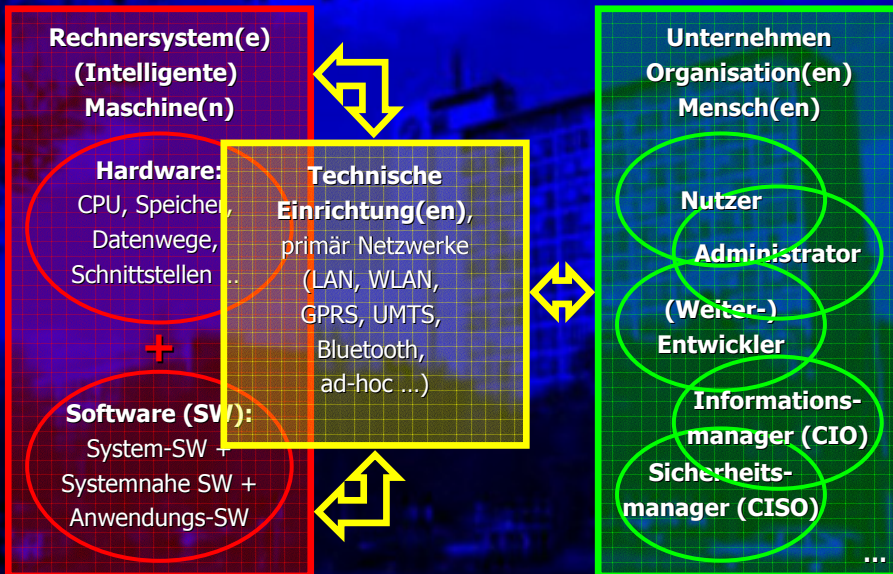 Rechnersystem(e)
(Intelligente)
Maschine(n)
Hardware:
CPU, Speicher,
Datenwege,
Schnittstellen ...
+
Software (SW):
System-SW +
Systemnahe SW +
Anwendungs-SW
Technische
Einrichtung(en),
primär Netzwerke
(LAN, WLAN,
GPRS, UMTS,
Bluetooth,
ad-hoc ...)
Unternehmen
Organisation(en)
Mensch(en)
Nutzer
Administrator
(Weiter-)
Entwickler
Informations-
manager (CIO)
Sicherheits-
manager (CISO)
...